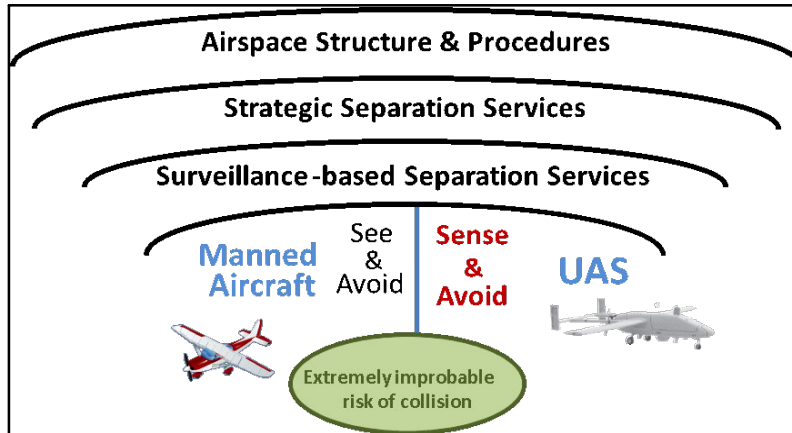 Airspace Structure & Procedures
Strategic Separation Services
Surveillance-based Separation Services
Manned
Aircraft
See
&
Avoid
Sense
&
Avoid
UAS
Extremely improbable
risk of collision